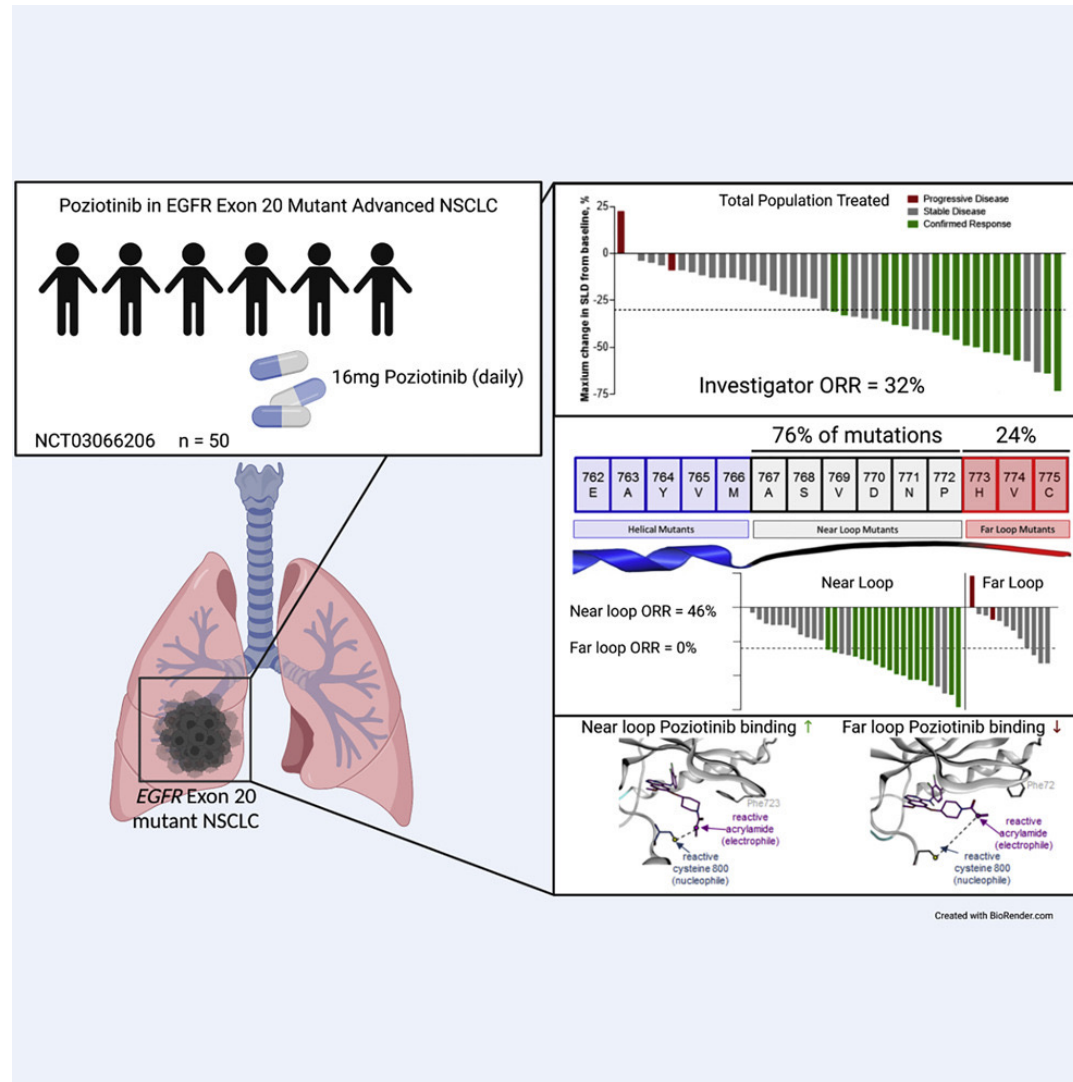 Poziotinib in EGFR Exon 20 Mutant Advanced NSCLC
16mg Poziotinib (daily)
NCT03066206 n = 50
EGFR Exon 20
mutant NSCLC
Total Population Treated
Progressive Disease
Stable Disease
Confirmed Response
Maxium change in SLD from baseline, %
25
0
-25
-50
-75
Investigator ORR = 32%
76% of mutations 24%
762 763 764 765 766 767 768 769 770 771 772 773 774 775
E A Y V M A S V D N P H V C
Helical Mutants Near Loop Mutants Far Loop Mutants
Near Loop Far Loop
Near loop ORR = 46%
Far loop ORR = 0%
Near loop Poziotinib binding ↑ Far loop Poziotinib binding ↓
Phe723
reactive
acrylamide
(electrophile)
reactive
cysteine 800
(nucleophile)
Phe72
reactive
acrylamide
(electrophile)
reactive
cysteine 800
(nucleophile)
Created with BioRender.com